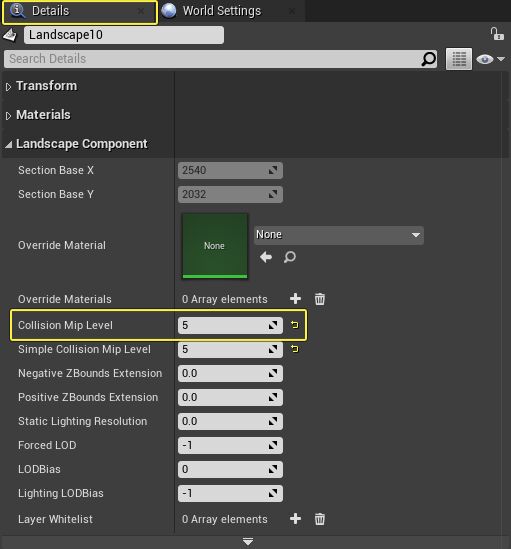 Details
World Settings
Landscape10
Search Details
Transform
Materials
Landscape Component
Section Base X 2540
Section Base Y 2032
Override Material None None
Override Materials 0 Array elements
Collision Mip Level 5
Simple Collision Mip Level 5
Negative ZBounds Extension 0.0
Positive ZBounds Extension 0.0
Static Lighting Resolution 0.0
Forced LOD -1
LODBias 0
Lighting LODBias -1
Layer Whitelist 0 Array elements